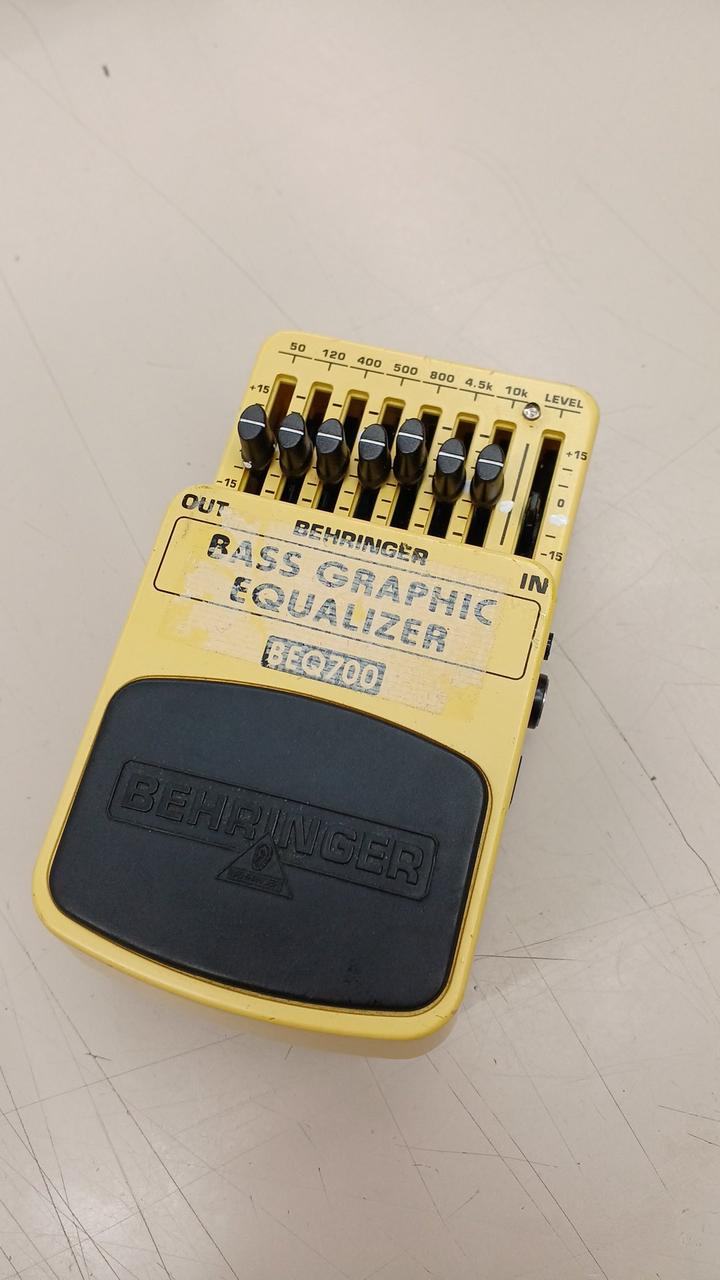 50 120 400 500 800 4.5k 10k LEVEL
+15 +15
0
-15 -15
OUT IN
BEHRINGER
BASS GRAPHIC
EQUALIZER
BEQ700
BEHRINGER